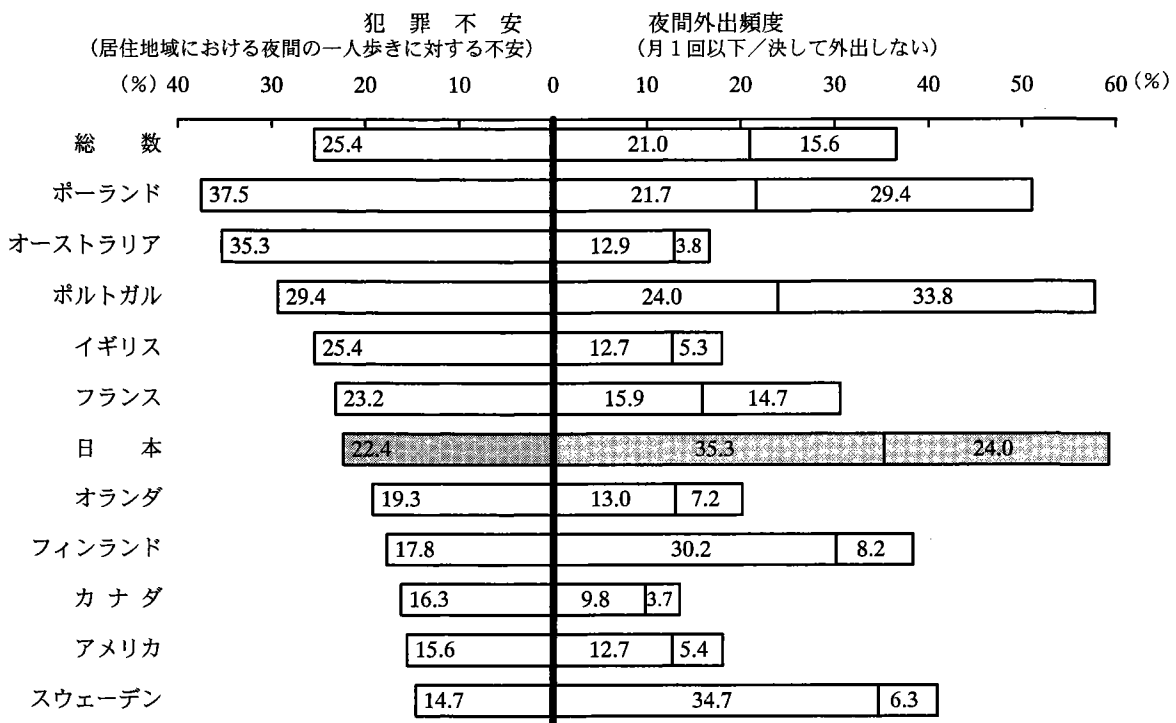 犯罪不安 夜間外出頻度
(居住地域における夜間の一人歩きに対する不安) (月1回以下/決して外出しない)
(%) 40 30 20 10 0 10 20 30 40 50 60 (%)
総数 25.4 21.0 15.6
ポーランド 37.5 21.7 29.4
オーストラリア 35.3 12.9 3.8
ポルトガル 29.4 24.0 33.8
イギリス 25.4 12.7 5.3
フランス 23.2 15.9 14.7
日本 22.4 35.3 24.0
オランダ 19.3 13.0 7.2
フィンランド 17.8 30.2 8.2
カナダ 16.3 9.8 3.7
アメリカ 15.6 12.7 5.4
スウェーデン 14.7 34.7 6.3